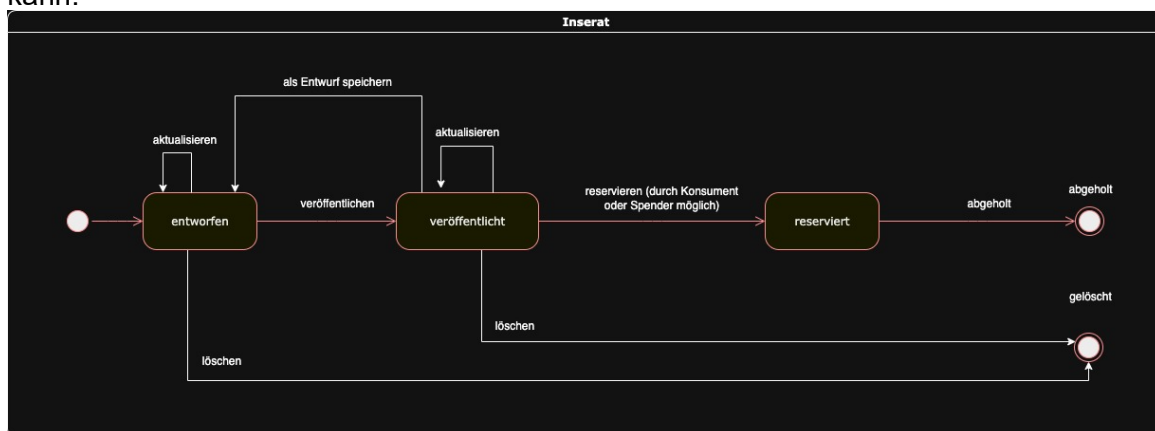 kann.
Inserat
als Entwurf speichern
aktualisieren
aktualisieren
entworfen
veröffentlichen
veröffentlicht
reservieren (durch Konsument
oder Spender möglich)
reserviert
abgeholt
abgeholt
gelöscht
löschen
löschen